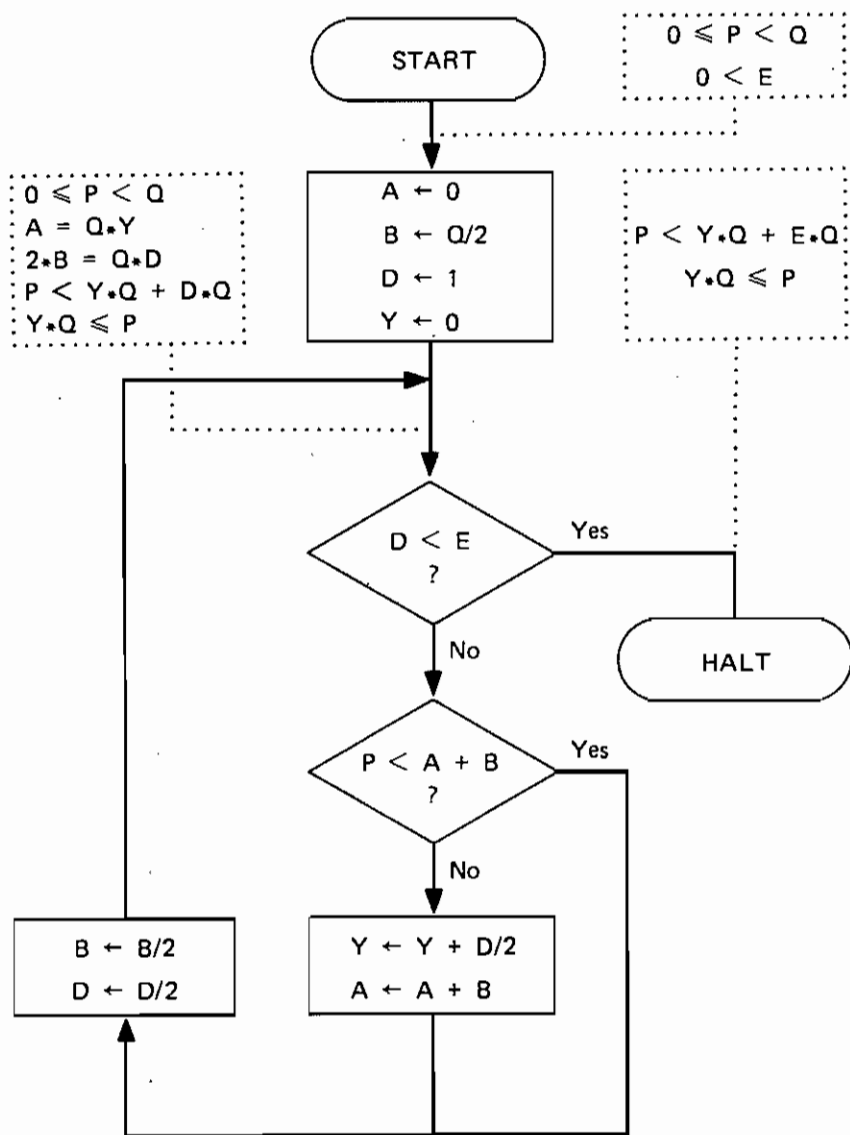 START
0 ⩽ P < Q
0 < E
0 ⩽ P < Q
A = Q*Y
2*B = Q*D
P < Y*Q + D*Q
Y*Q ⩽ P
A ← 0
B ← Q/2
D ← 1
Y ← 0
P < Y*Q + E*Q
Y*Q ⩽ P
D < E
?
Yes
No
HALT
P < A + B
?
Yes
No
B ← B/2
D ← D/2
Y ← Y + D/2
A ← A + B